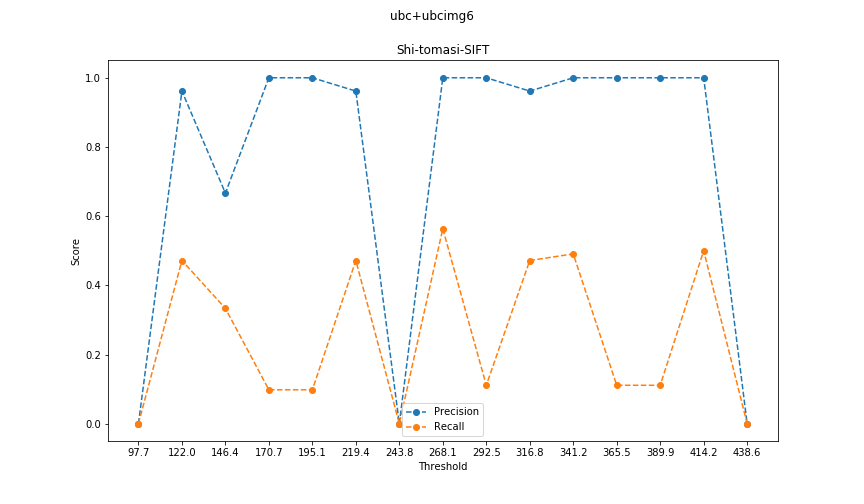 ubc+ubcimg6
Shi-tomasi-SIFT
1.0
0.8
0.6
0.4
0.2
0.0
Score
Precision
Recall
97.7 122.0 146.4 170.7 195.1 219.4 243.8 268.1 292.5 316.8 341.2 365.5 389.9 414.2 438.6
Threshold